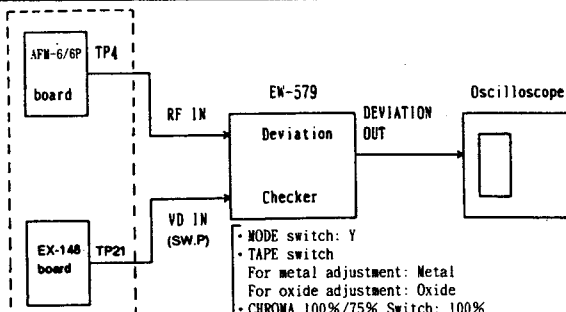 AFM-6/6P
board
TP4
RF IN
EW-579
Deviation
Checker
DEVIATION
OUT
Oscilloscope
EX-148
board
TP21
VD IN
(SW.P)
• MODE switch: Y
• TAPE switch
For metal adjustment: Metal
For oxide adjustment: Oxide
• CHROMA 100%/75% Switch: 100%